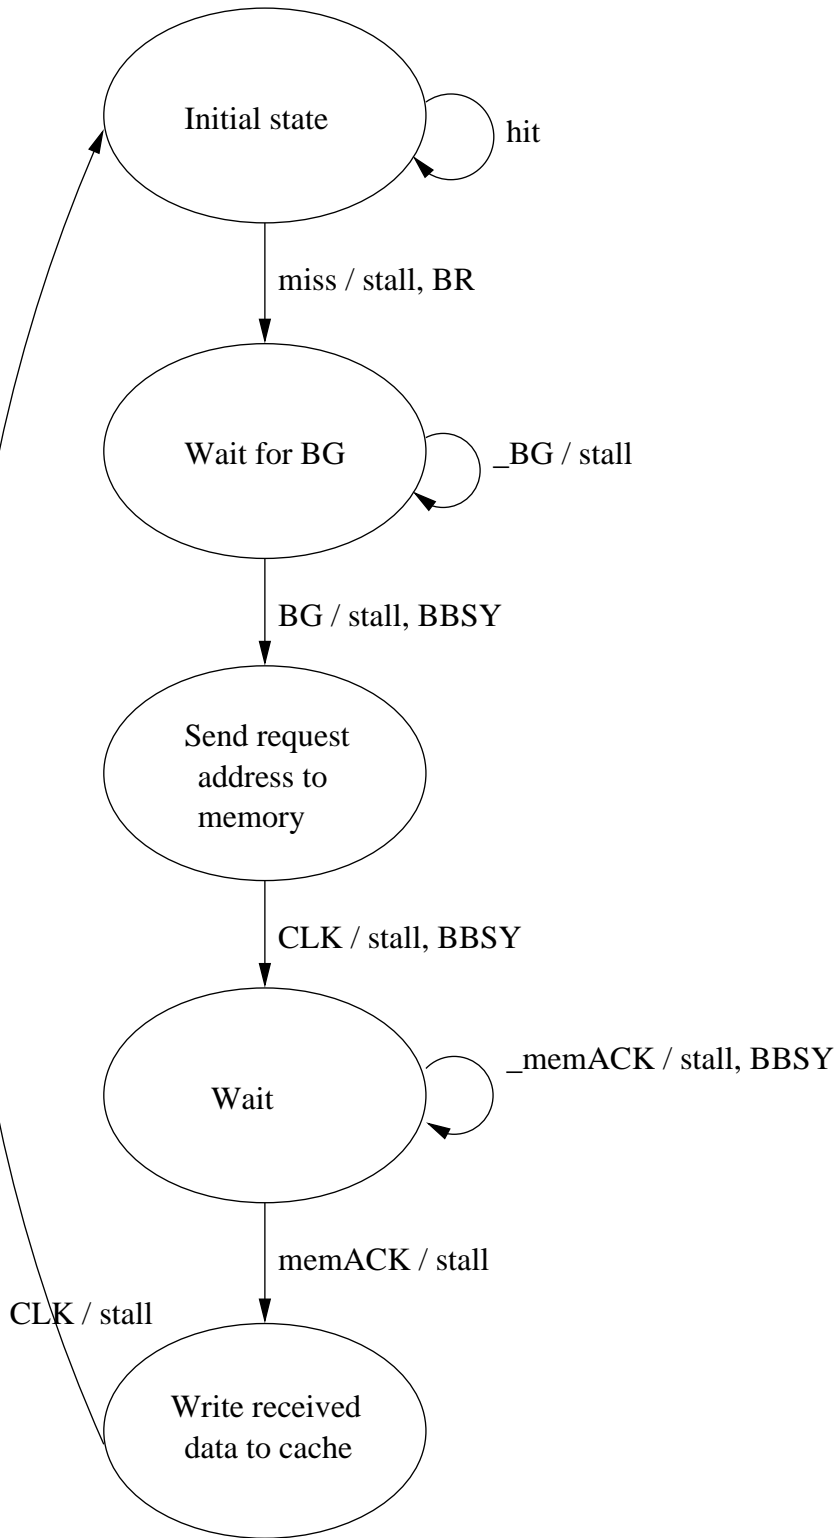 Initial state
hit
miss / stall, BR
Wait for BG
_BG / stall
BG / stall, BBSY
Send request
address to
memory
CLK / stall, BBSY
_memACK / stall, BBSY
Wait
memACK / stall
CLK / stall
Write received
data to cache